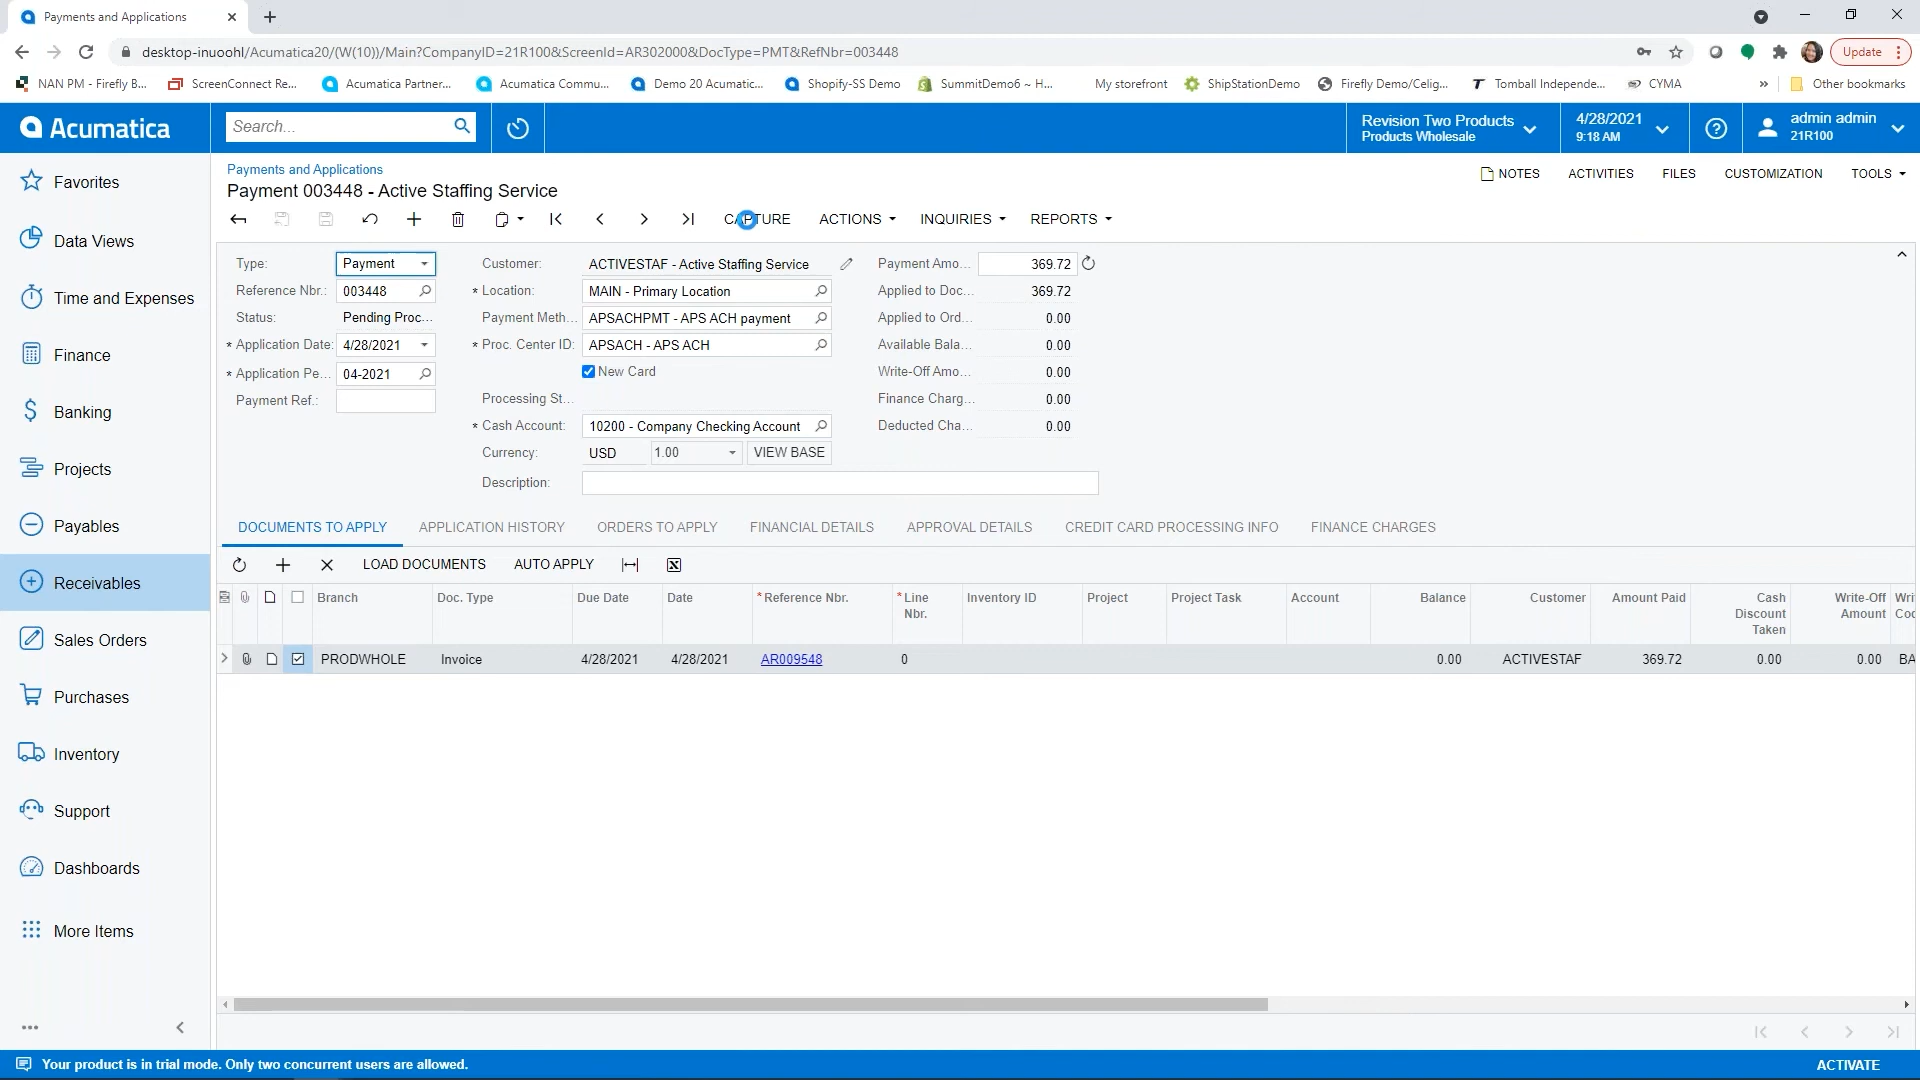 Payments and Applications
desktop-inuoohl/Acumatica20/(W(10))/Main?CompanyID=21R100&ScreenId=AR302000&DocType=PMT&RefNbr=003448
Update
NAN PM - Firefly B... ScreenConnect Re... Acumatica Partner... Acumatica Commu... Demo 20 Acumatic... Shopify-SS Demo SummitDemo6 ~ H... My storefront ShipStationDemo Firefly Demo/Celig... Tomball Independe... CYMA » Other bookmarks
Acumatica
Search...
Revision Two Products
Products Wholesale
4/28/2021
9:18 AM
admin admin
21R100
Favorites
Data Views
Time and Expenses
Finance
Banking
Projects
Payables
Receivables
Sales Orders
Purchases
Inventory
Support
Dashboards
More Items
Payments and Applications
Payment 003448 - Active Staffing Service
NOTES ACTIVITIES FILES CUSTOMIZATION TOOLS
CAPTURE ACTIONS INQUIRIES REPORTS
Type: Payment
Reference Nbr.: 003448
Status: Pending Proc...
* Application Date: 4/28/2021
* Application Pe... 04-2021
Payment Ref.:
Customer: ACTIVESTAF - Active Staffing Service
* Location: MAIN - Primary Location
Payment Meth... APSACHPMT - APS ACH payment
* Proc. Center ID: APSACH - APS ACH
New Card
Processing St...
* Cash Account: 10200 - Company Checking Account
Currency: USD 1.00 VIEW BASE
Description:
Payment Amo... 369.72
Applied to Doc... 369.72
Applied to Ord... 0.00
Available Bala... 0.00
Write-Off Amo... 0.00
Finance Charg... 0.00
Deducted Cha... 0.00
DOCUMENTS TO APPLY APPLICATION HISTORY ORDERS TO APPLY FINANCIAL DETAILS APPROVAL DETAILS CREDIT CARD PROCESSING INFO FINANCE CHARGES
LOAD DOCUMENTS AUTO APPLY
Branch Doc. Type Due Date Date * Reference Nbr. * Line Nbr. Inventory ID Project Project Task Account Balance Customer Amount Paid Cash Discount Taken Write-Off Amount Wri Coc
PRODWHOLE Invoice 4/28/2021 4/28/2021 AR009548 0 0.00 ACTIVESTAF 369.72 0.00 0.00 BA
Your product is in trial mode. Only two concurrent users are allowed.
ACTIVATE